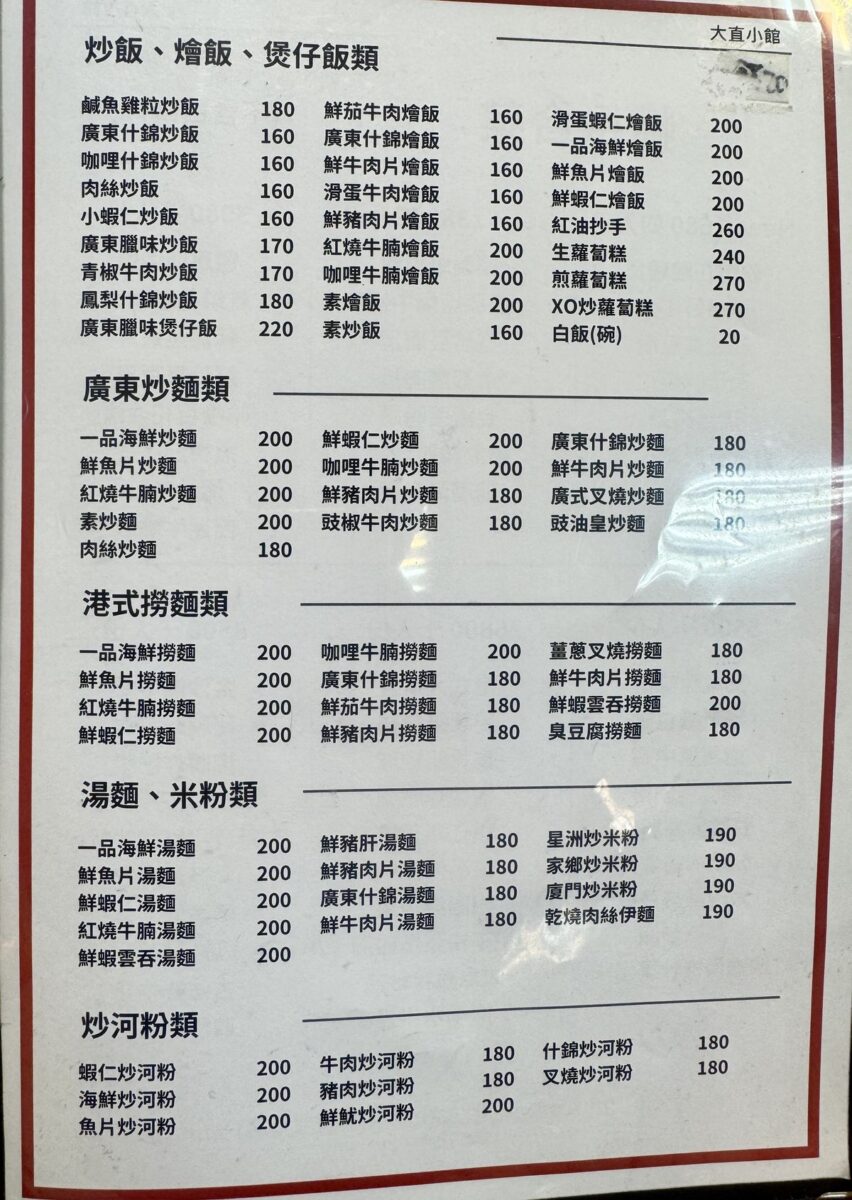 大直小館
炒飯、燴飯、煲仔飯類
鹹魚雞粒炒飯 180 鮮茄牛肉燴飯 160 滑蛋蝦仁燴飯 200
廣東什錦炒飯 160 廣東什錦燴飯 160 一品海鮮燴飯 200
咖哩什錦炒飯 160 鮮牛肉片燴飯 160 鮮魚片燴飯 200
肉絲炒飯 160 滑蛋牛肉燴飯 160 鮮蝦仁燴飯 200
小蝦仁炒飯 160 鮮豬肉片燴飯 160 紅油抄手 260
廣東臘味炒飯 170 紅燒牛腩燴飯 200 生蘿蔔糕 240
青椒牛肉炒飯 170 咖哩牛腩燴飯 200 煎蘿蔔糕 270
鳳梨什錦炒飯 180 素燴飯 200 XO炒蘿蔔糕 270
廣東臘味煲仔飯 220 素炒飯 160 白飯(碗) 20
廣東炒麵類
一品海鮮炒麵 200 鮮蝦仁炒麵 200 廣東什錦炒麵 180
鮮魚片炒麵 200 咖哩牛腩炒麵 200 鮮牛肉片炒麵 180
紅燒牛腩炒麵 200 鮮豬肉片炒麵 180 廣式叉燒炒麵 180
素炒麵 200 豉椒牛肉炒麵 180 豉油皇炒麵 180
肉絲炒麵 180
港式撈麵類
一品海鮮撈麵 200 咖哩牛腩撈麵 200 薑蔥叉燒撈麵 180
鮮魚片撈麵 200 廣東什錦撈麵 180 鮮牛肉片撈麵 180
紅燒牛腩撈麵 200 鮮茄牛肉撈麵 180 鮮蝦雲吞撈麵 200
鮮蝦仁撈麵 200 鮮豬肉片撈麵 180 臭豆腐撈麵 180
湯麵、米粉類
一品海鮮湯麵 200 鮮豬肝湯麵 180 星洲炒米粉 190
鮮魚片湯麵 200 鮮豬肉片湯麵 180 家鄉炒米粉 190
鮮蝦仁湯麵 200 廣東什錦湯麵 180 廈門炒米粉 190
紅燒牛腩湯麵 200 鮮牛肉片湯麵 180 乾燒肉絲伊麵 190
鮮蝦雲吞湯麵 200
炒河粉類
蝦仁炒河粉 200 牛肉炒河粉 180 什錦炒河粉 180
海鮮炒河粉 200 豬肉炒河粉 180 叉燒炒河粉 180
魚片炒河粉 200 鮮魷炒河粉 200